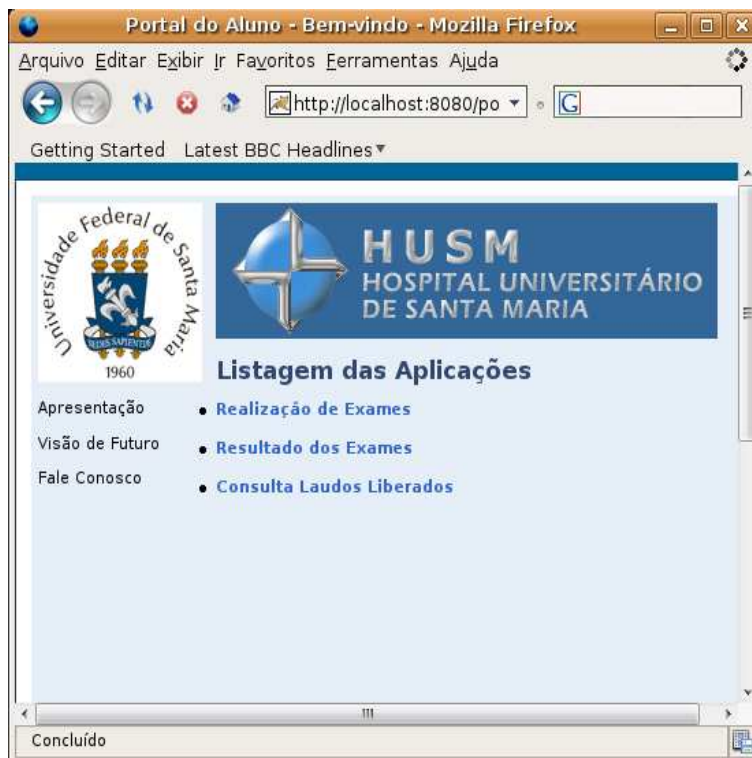 Portal do Aluno - Bem-vindo - Mozilla Firefox
Arquivo Editar Exibir Ir Favoritos Ferramentas Ajuda
http://localhost:8080/po
G
Getting Started Latest BBC Headlines
Universidade Federal de Santa Maria
SEDES SAPIENTIAE
1960
HUSM
HOSPITAL UNIVERSITÁRIO
DE SANTA MARIA
Listagem das Aplicações
Apresentação
Visão de Futuro
Fale Conosco
Realização de Exames
Resultado dos Exames
Consulta Laudos Liberados
Concluído